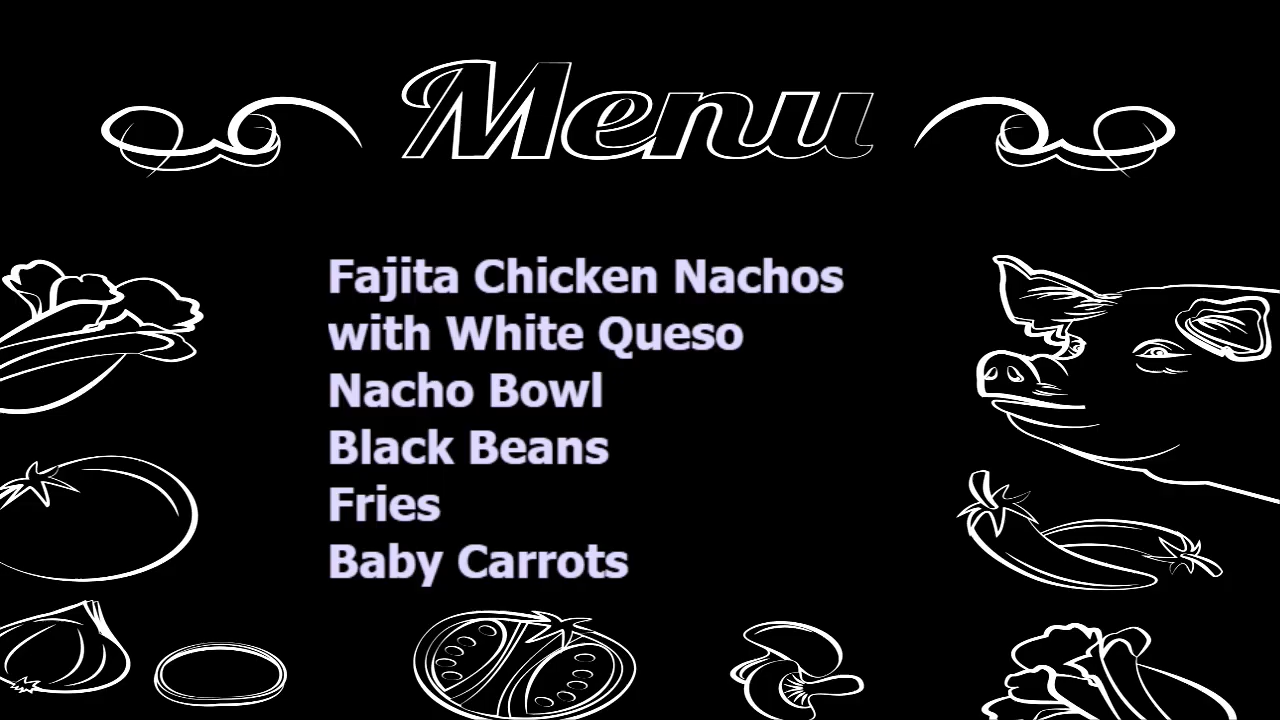 Menu
Fajita Chicken Nachos
with White Queso
Nacho Bowl
Black Beans
Fries
Baby Carrots